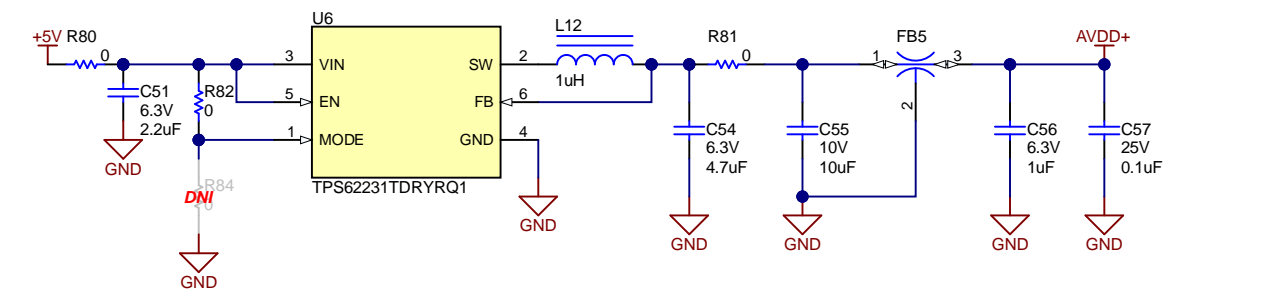 U6
+5V R80
0
L12
R81
0
FB5
AVDD+
3
VIN
SW
2
1
3
C51
6.3V
2.2uF
R82
0
5
EN
FB
6
1uH
2
1
MODE
GND
4
C54
6.3V
4.7uF
C55
10V
10uF
C56
6.3V
1uF
C57
25V
0.1uF
GND
R84
DNI
0
TPS62231TDRYRQ1
GND
GND
GND
GND
GND
GND